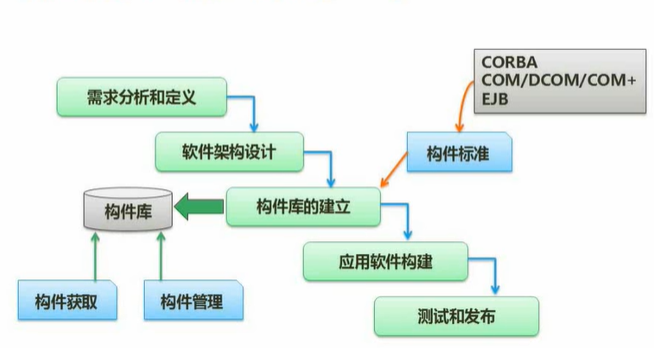 CORBA
COM/DCOM/COM+
EJB
需求分析和定义
软件架构设计
构件标准
构件库
构件库的建立
应用软件构建
构件获取
构件管理
测试和发布